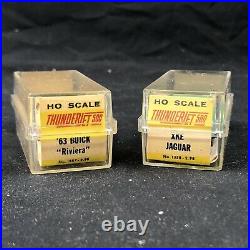 HO SCALE
THUNDERJET 500
'63 BUICK
"Riviera"
HO SCALE
THUNDERJET 500
XKE
JAGUAR